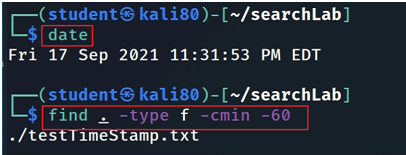 ┌──(student㉿kali80)-[~/searchLab]
└─$ date
Fri 17 Sep 2021 11:31:53 PM EDT
┌──(student㉿kali80)-[~/searchLab]
└─$ find . -type f -cmin -60
./testTimeStamp.txt